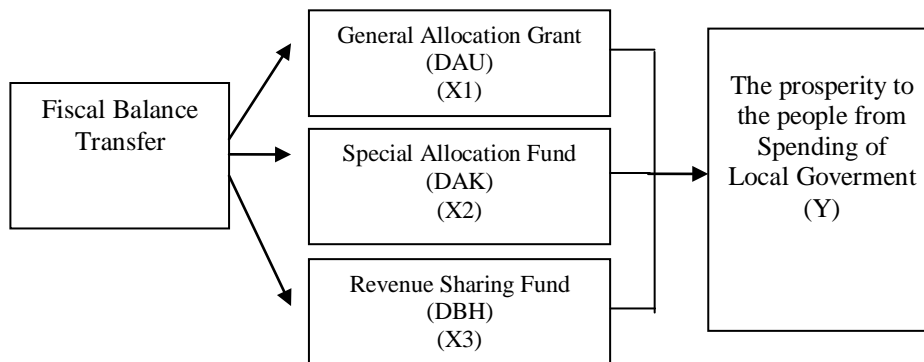 Fiscal Balance
Transfer
General Allocation Grant
(DAU)
(X1)
Special Allocation Fund
(DAK)
(X2)
Revenue Sharing Fund
(DBH)
(X3)
The prosperity to
the people from
Spending of
Local Goverment
(Y)